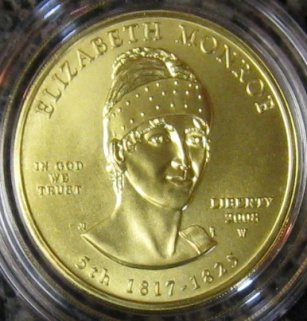 ELIZABETH MONROE
IN GOD
WE
TRUST
LIBERTY
2008
W
5th 1817-1825